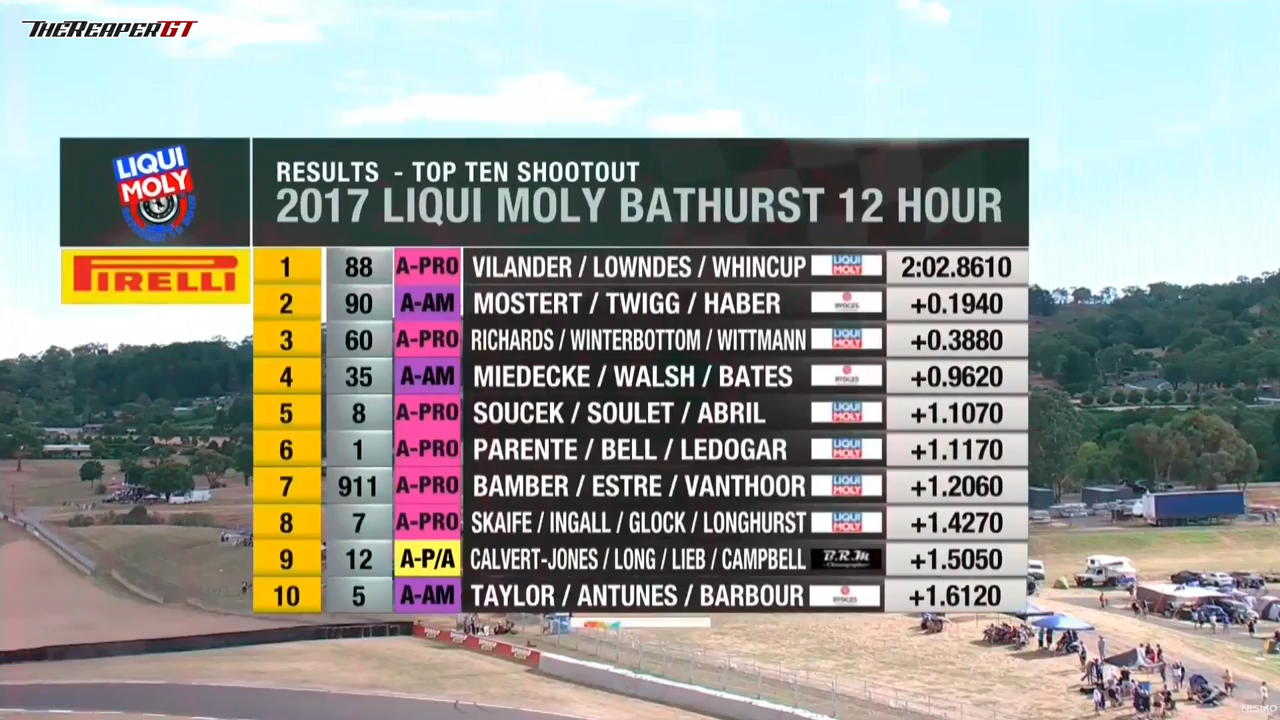 THEREAPERGT
LIQUI
MOLY
RESULTS - TOP TEN SHOOTOUT
2017 LIQUI MOLY BATHURST 12 HOUR
PIRELLI
1 88 A-PRO VILANDER / LOWNDES / WHINCUP LIQUI MOLY 2:02.8610
2 90 A-AM MOSTERT / TWIGG / HABER +0.1940
3 60 A-PRO RICHARDS / WINTERBOTTOM / WITTMANN LIQUI MOLY +0.3880
4 35 A-AM MIEDECKE / WALSH / BATES +0.9620
5 8 A-PRO SOUCEK / SOULET / ABRIL LIQUI MOLY +1.1070
6 1 A-PRO PARENTE / BELL / LEDOGAR LIQUI MOLY +1.1170
7 911 A-PRO BAMBER / ESTRE / VANTHOOR LIQUI MOLY +1.2060
8 7 A-PRO SKAIFE / INGALL / GLOCK / LONGHURST LIQUI MOLY +1.4270
9 12 A-P/A CALVERT-JONES / LONG / LIEB / CAMPBELL B.R.M +1.5050
10 5 A-AM TAYLOR / ANTUNES / BARBOUR +1.6120
NISMO